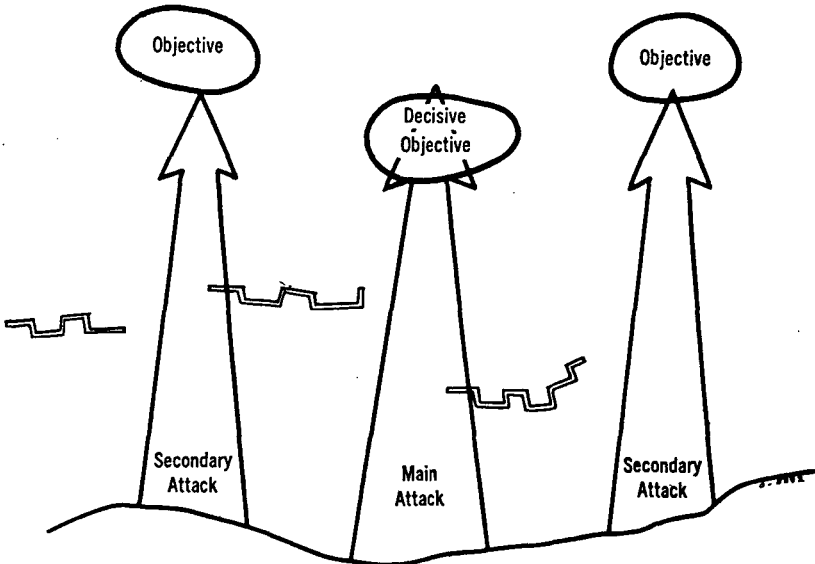 Objective
Objective
Decisive
Objective
Secondary
Attack
Main
Attack
Secondary
Attack